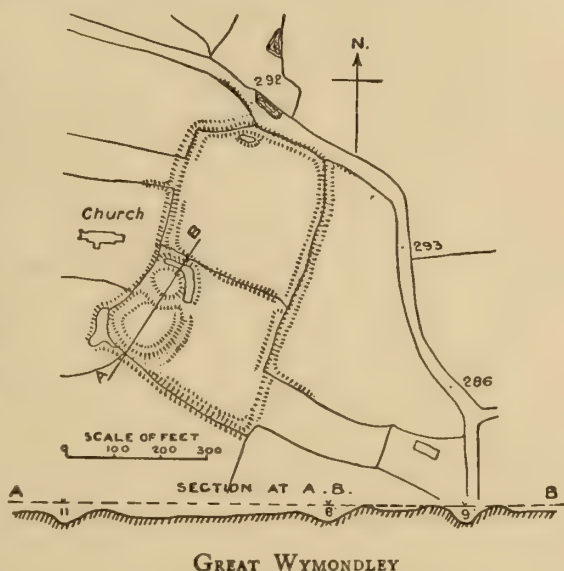 N.
292
Church
B
293
A
286
SCALE OF FEET
0 100 200 300
SECTION AT A.B.
A B
11 8 9
GREAT WYMONDLEY